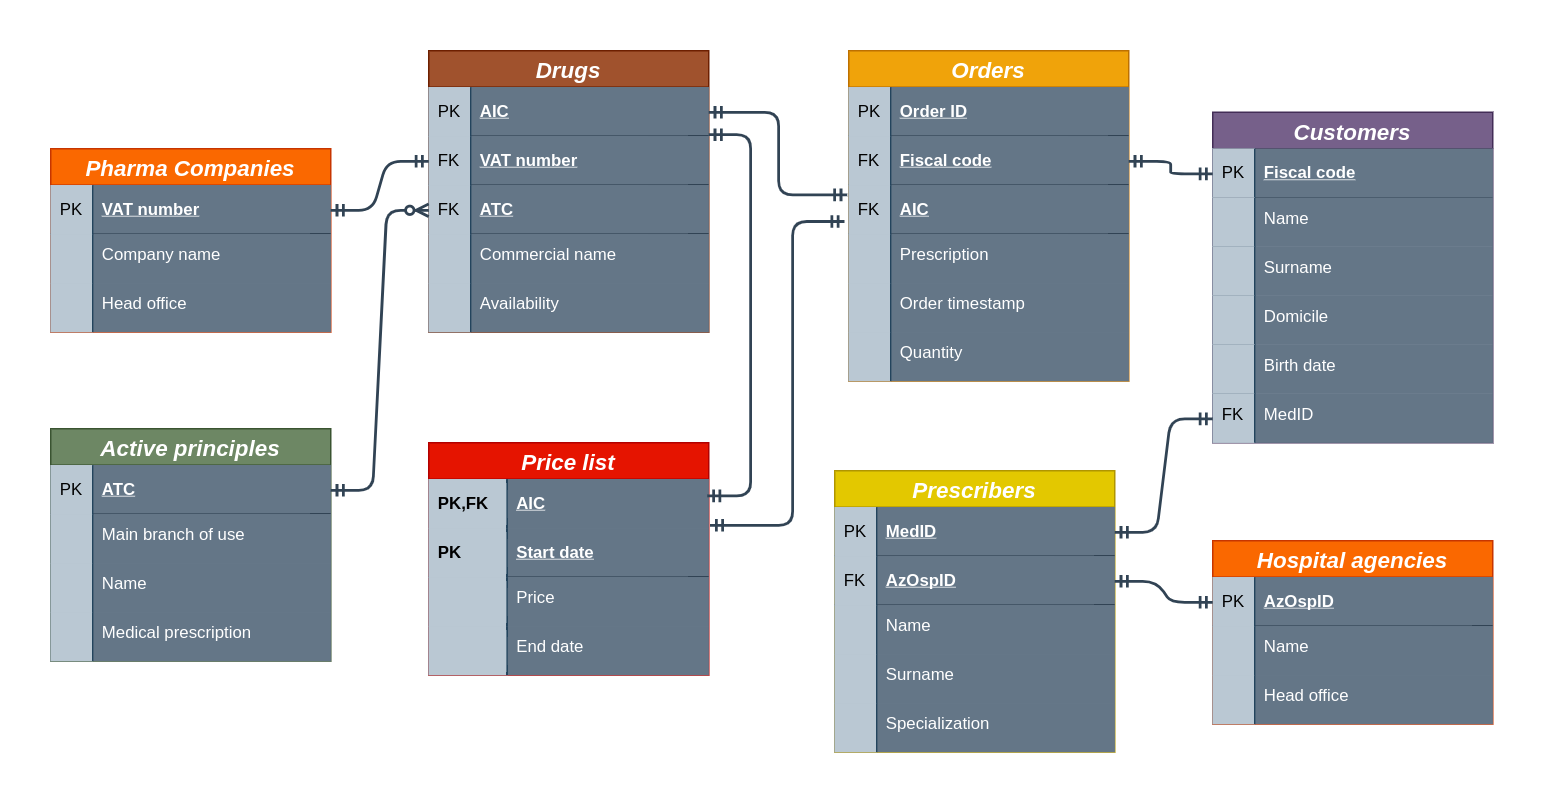 Pharma Companies
PK VAT number
Company name
Head office
Active principles
PK ATC
Main branch of use
Name
Medical prescription
Drugs
PK AIC
FK VAT number
FK ATC
Commercial name
Availability
Price list
PK,FK AIC
PK Start date
Price
End date
Orders
PK Order ID
FK Fiscal code
FK AIC
Prescription
Order timestamp
Quantity
Prescribers
PK MedID
FK AzOspID
Name
Surname
Specialization
Customers
PK Fiscal code
Name
Surname
Domicile
Birth date
FK MedID
Hospital agencies
PK AzOspID
Name
Head office